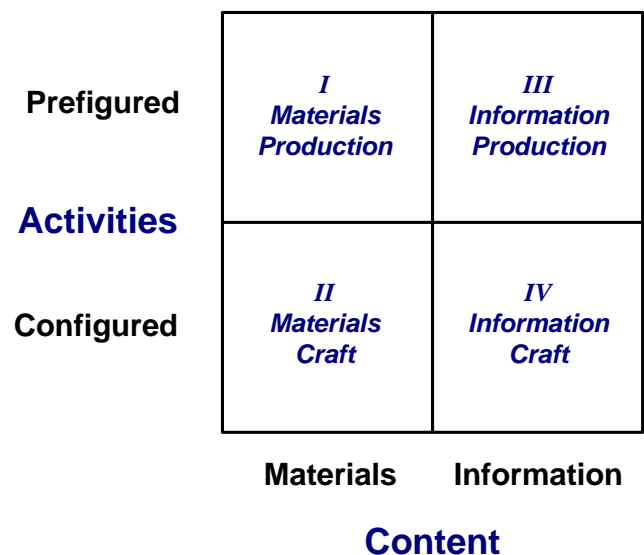 Prefigured
I
Materials
Production
III
Information
Production
Activities
Configured
II
Materials
Craft
IV
Information
Craft
Materials
Information
Content